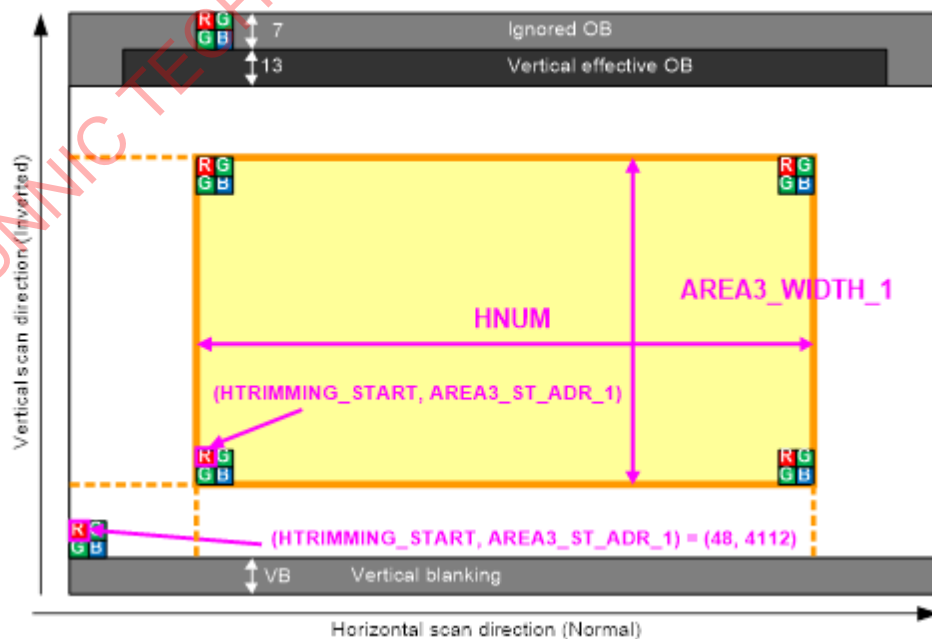 R G
G B
7
Ignored OB
13
Vertical effective OB
R G
G B
R G
G B
AREA3_WIDTH_1
HNUM
(HTRIMMING_START, AREA3_ST_ADR_1)
R G
G B
R G
G B
R G
G B
(HTRIMMING_START, AREA3_ST_ADR_1) = (48, 4112)
VB
Vertical blanking
Vertical scan direction (Inverted)
Horizontal scan direction (Normal)